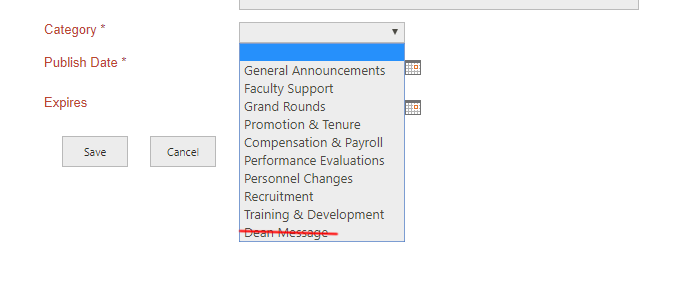 Category *
Publish Date *
General Announcements
Faculty Support
Expires
Grand Rounds
Promotion & Tenure
Save
Cancel
Compensation & Payroll
Performance Evaluations
Personnel Changes
Recruitment
Training & Development
Dean Message